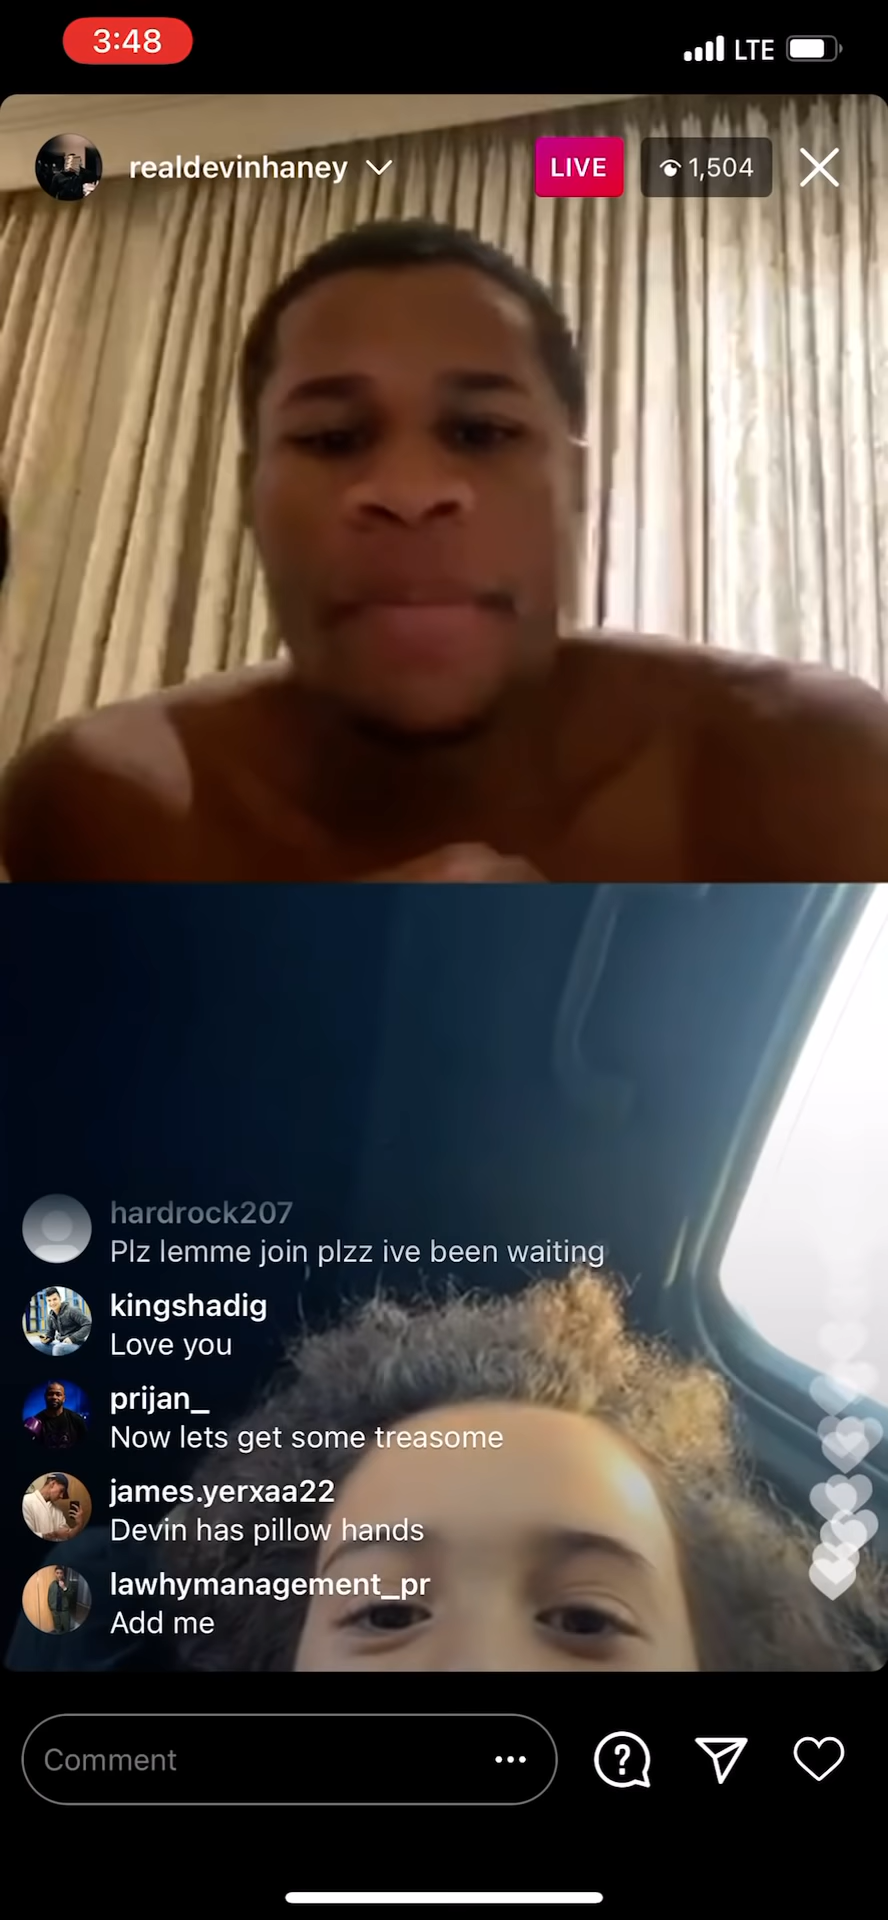 3:48
LTE
realdevinhaney
LIVE
1,504
hardrock207
Plz lemme join plzz ive been waiting
kingshadig
Love you
prijan_
Now lets get some treasome
james.yerxaa22
Devin has pillow hands
lawhymanagement_pr
Add me
Comment